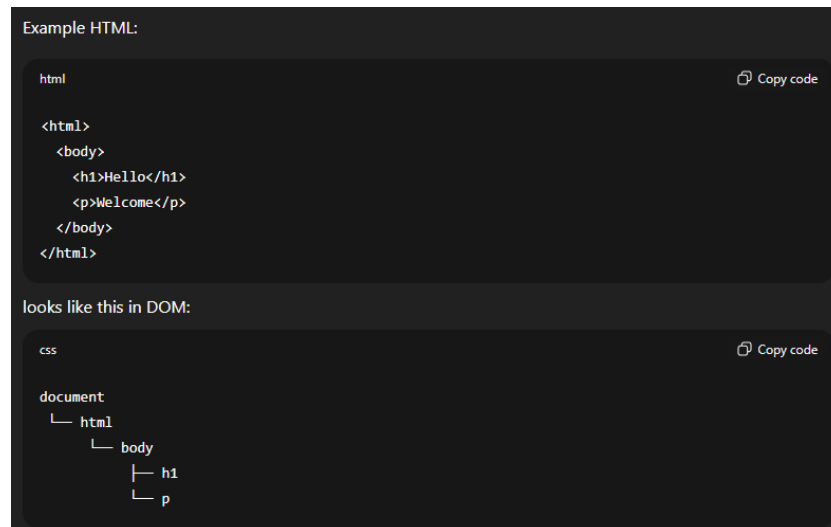 Example HTML:
html
Copy code
<html>
  <body>
    <h1>Hello</h1>
    <p>Welcome</p>
  </body>
</html>
looks like this in DOM:
css
Copy code
document
 └── html
      └── body
           ├── h1
           └── p